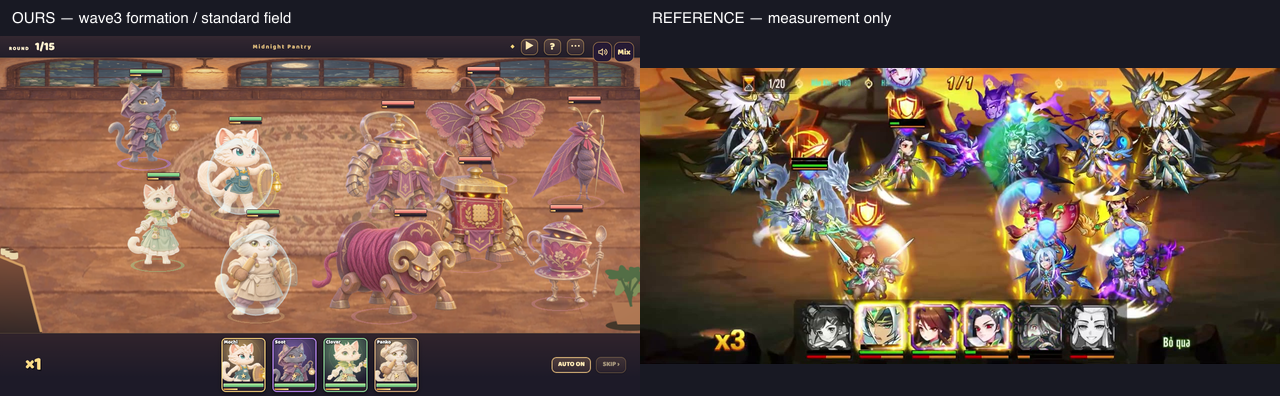 OURS — wave3 formation / standard field
REFERENCE — measurement only
ROUND 1/15
Midnight Pantry
?
Mix
1/20
1/1
Mochi
Soot
Clover
Panko
×1
AUTO ON
SKIP
x3
Bỏ qua